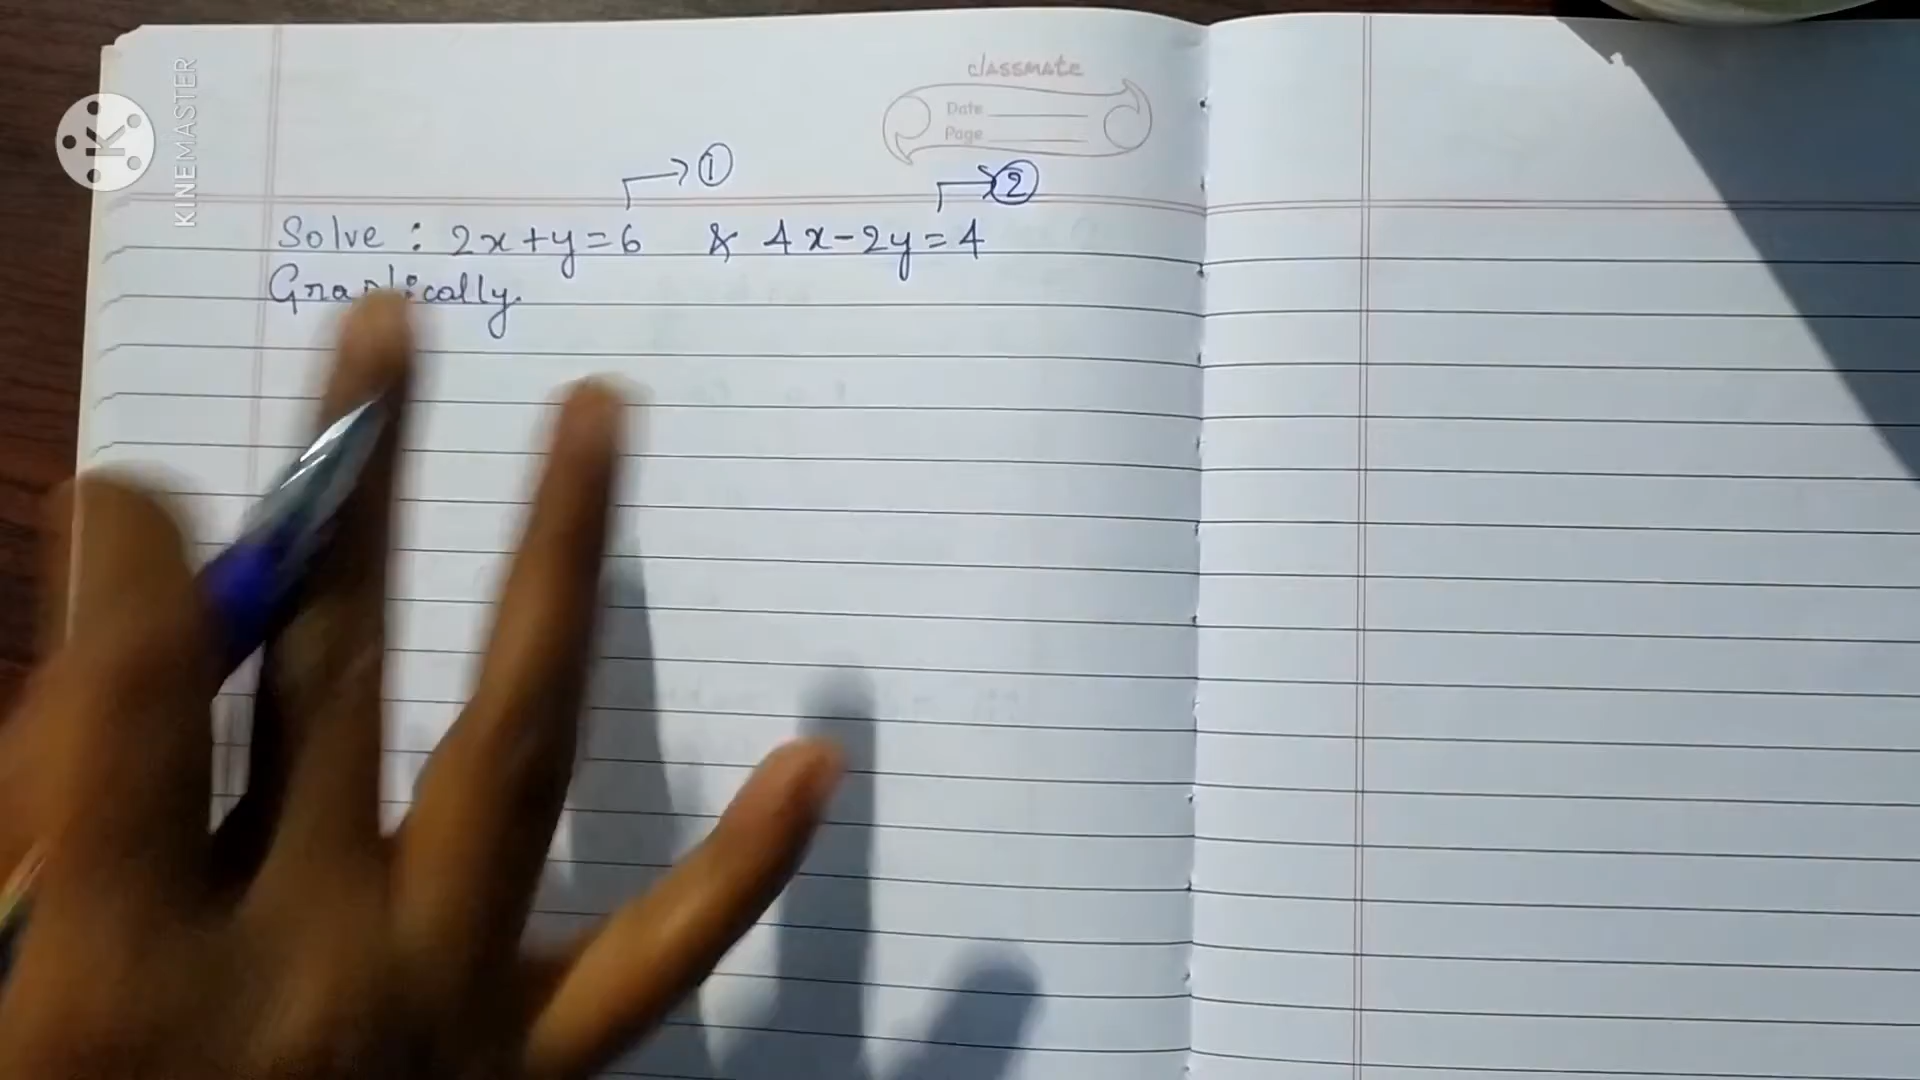 KINEMASTER
classmate
Date
Page
①
②
Solve : 2x+y=6 & 4x-2y=4
Graphically